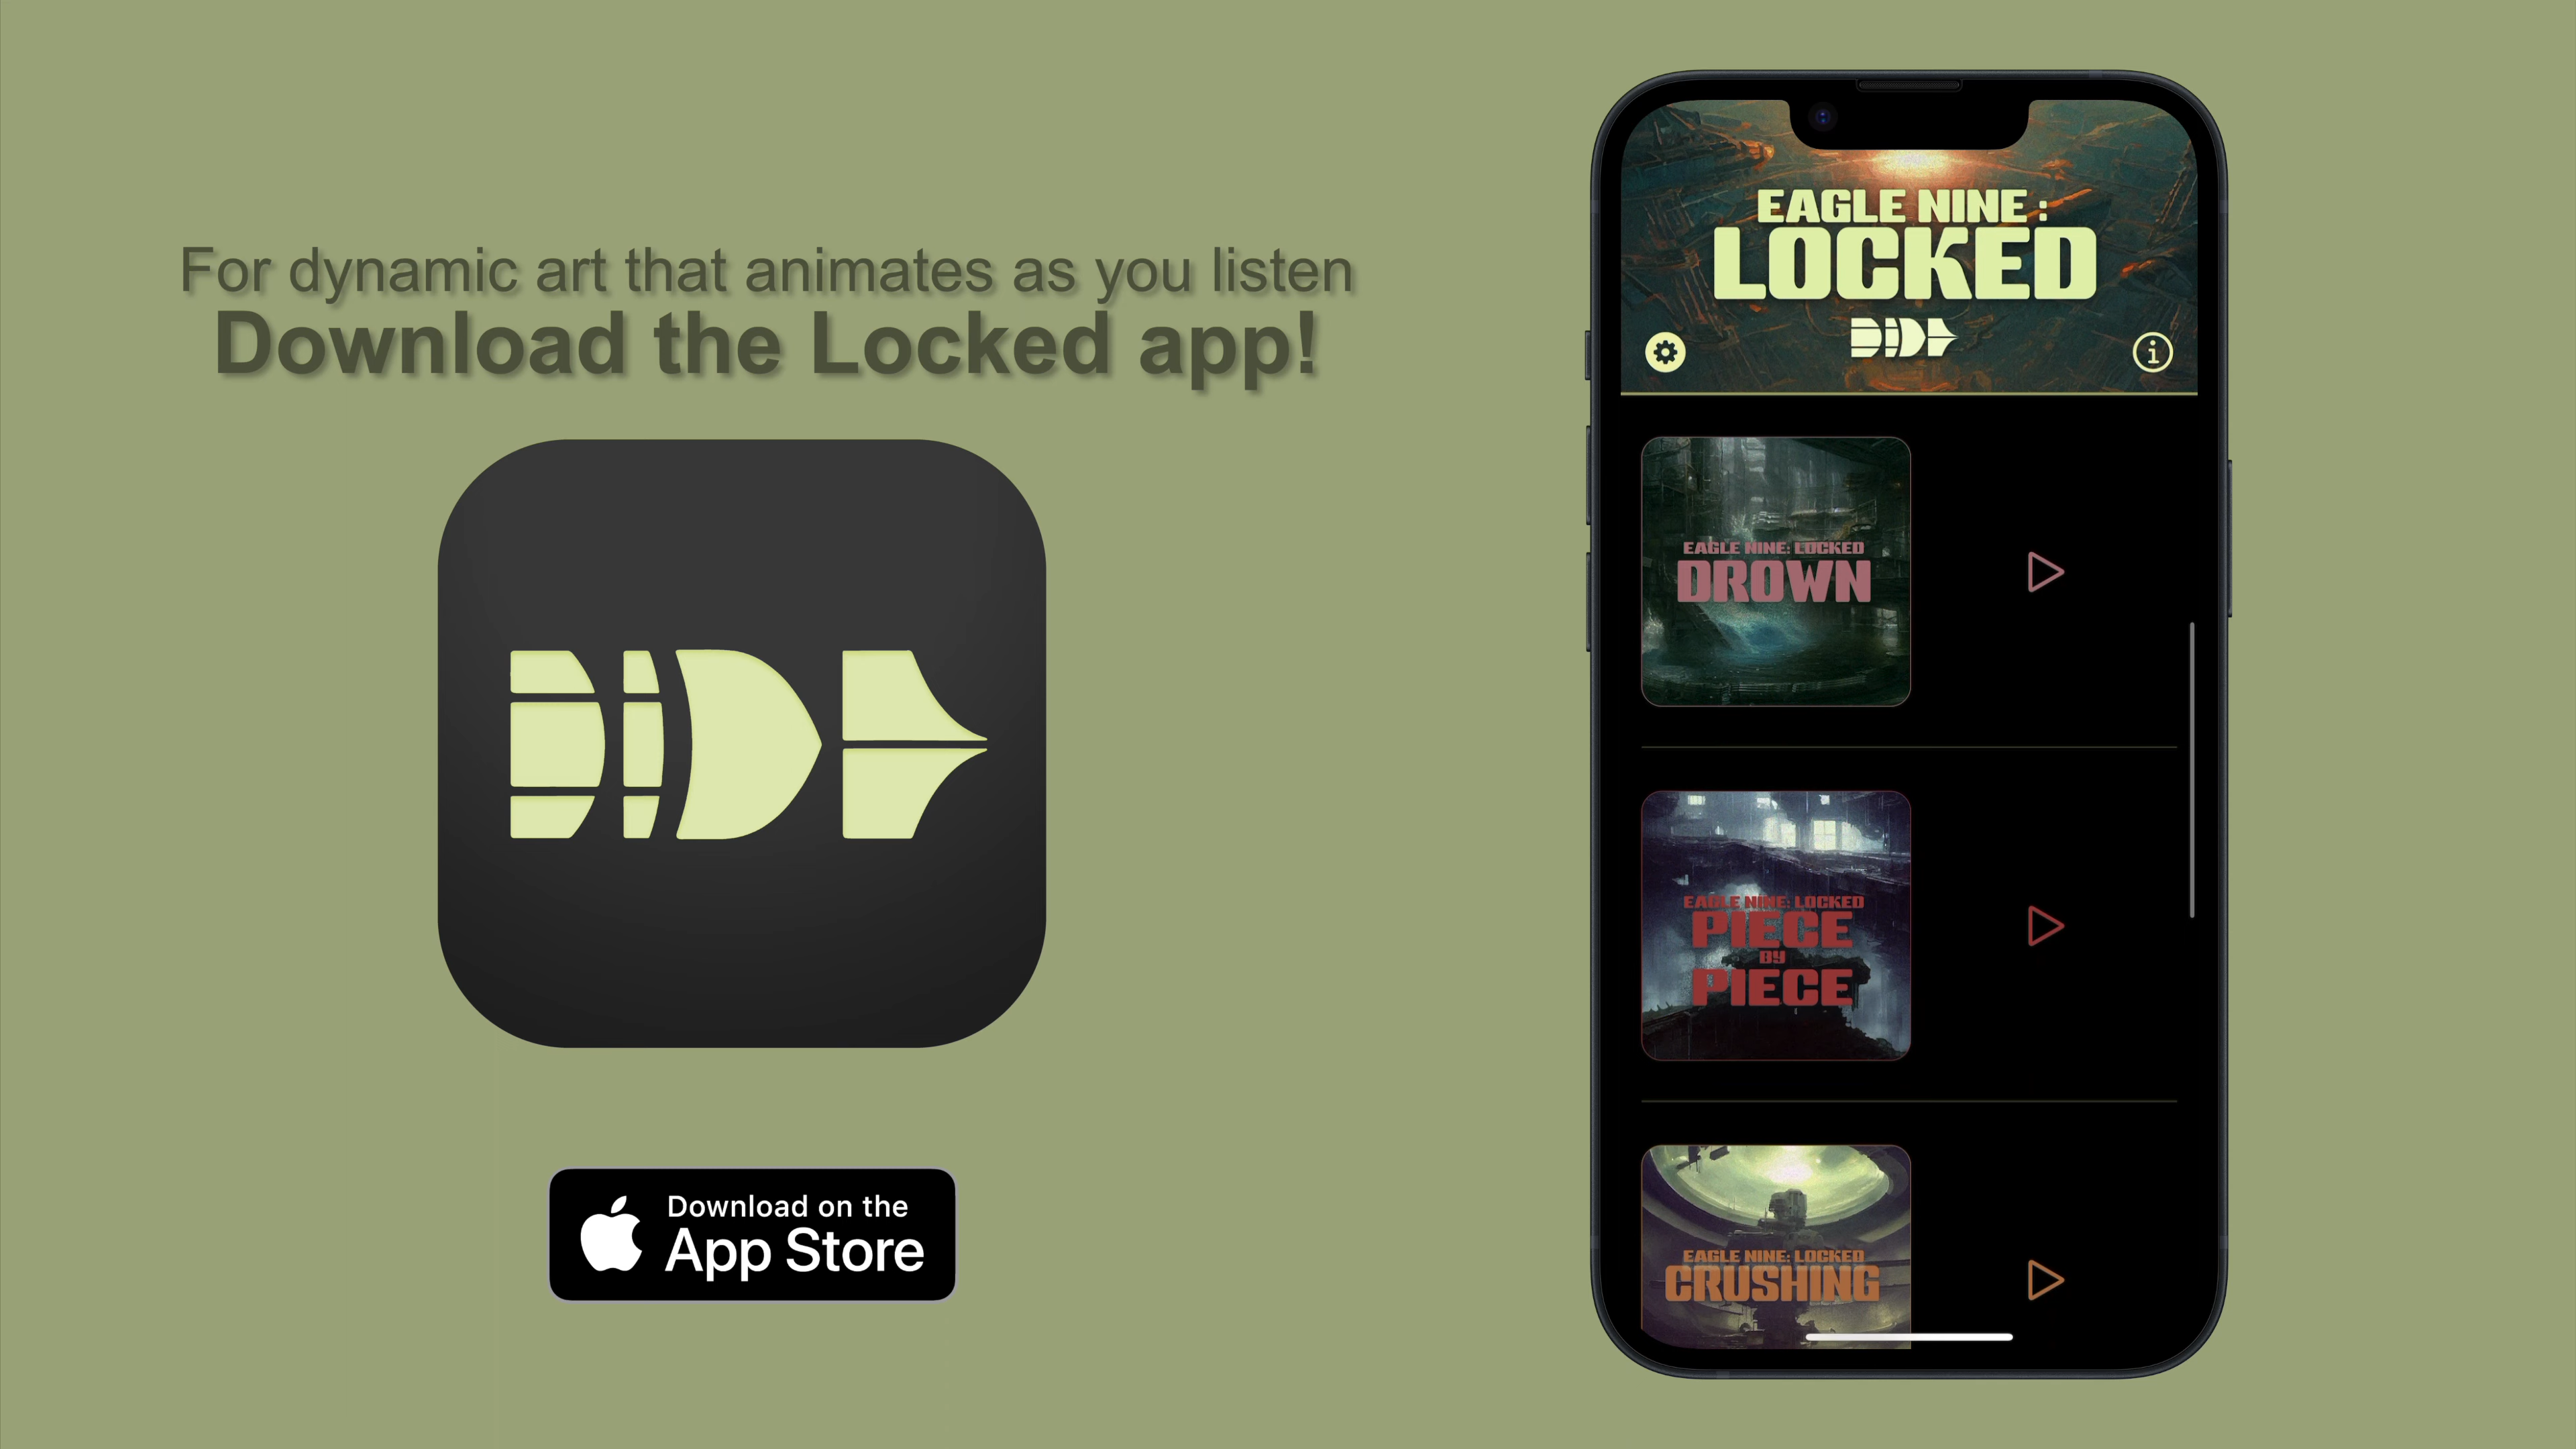 For dynamic art that animates as you listen
Download the Locked app!
Download on the
App Store
EAGLE NINE :
LOCKED
EAGLE NINE: LOCKED
DROWN
EAGLE NINE: LOCKED
PIECE
BY
PIECE
EAGLE NINE: LOCKED
CRUSHING